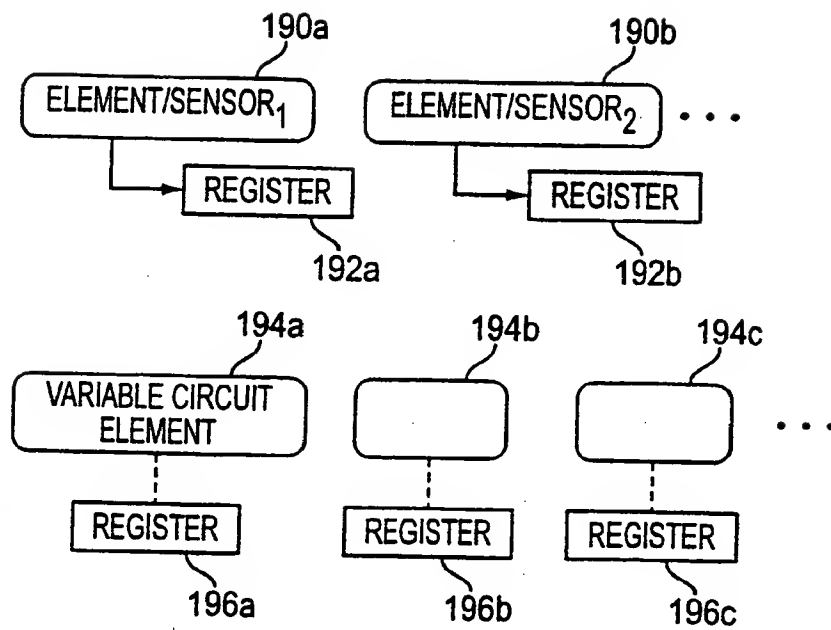 190a
190b
ELEMENT/SENSOR₁
ELEMENT/SENSOR₂
• • •
REGISTER
REGISTER
192a
192b
194a
194b
194c
VARIABLE CIRCUIT
ELEMENT
• • •
REGISTER
REGISTER
REGISTER
196a
196b
196c